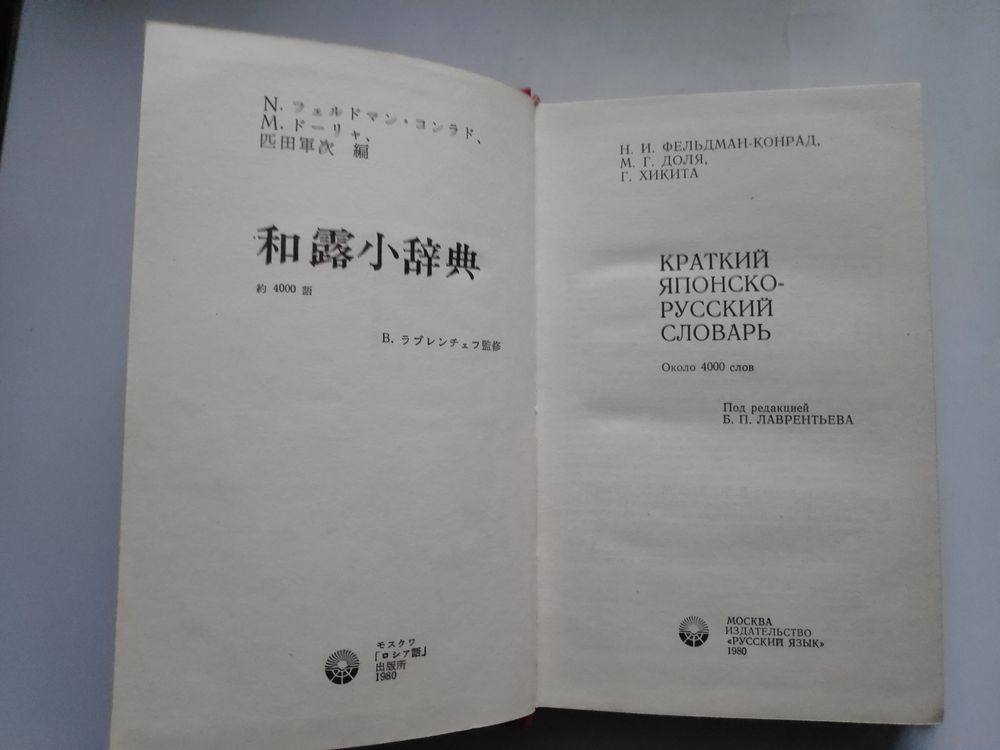 N. フェルドマン・コンラド、
M. ドーリャ、
匹田軍次 編
和露小辞典
約 4000 語
B. ラブレンチェフ監修
モスクワ
「ロシア語」
出版所
1980
Н. И. ФЕЛЬДМАН-КОНРАД,
М. Г. ДОЛЯ,
Г. ХИКИТА
КРАТКИЙ
ЯПОНСКО-
РУССКИЙ
СЛОВАРЬ
Около 4000 слов
Под редакцией
Б. П. ЛАВРЕНТЬЕВА
МОСКВА
ИЗДАТЕЛЬСТВО
«РУССКИЙ ЯЗЫК»
1980